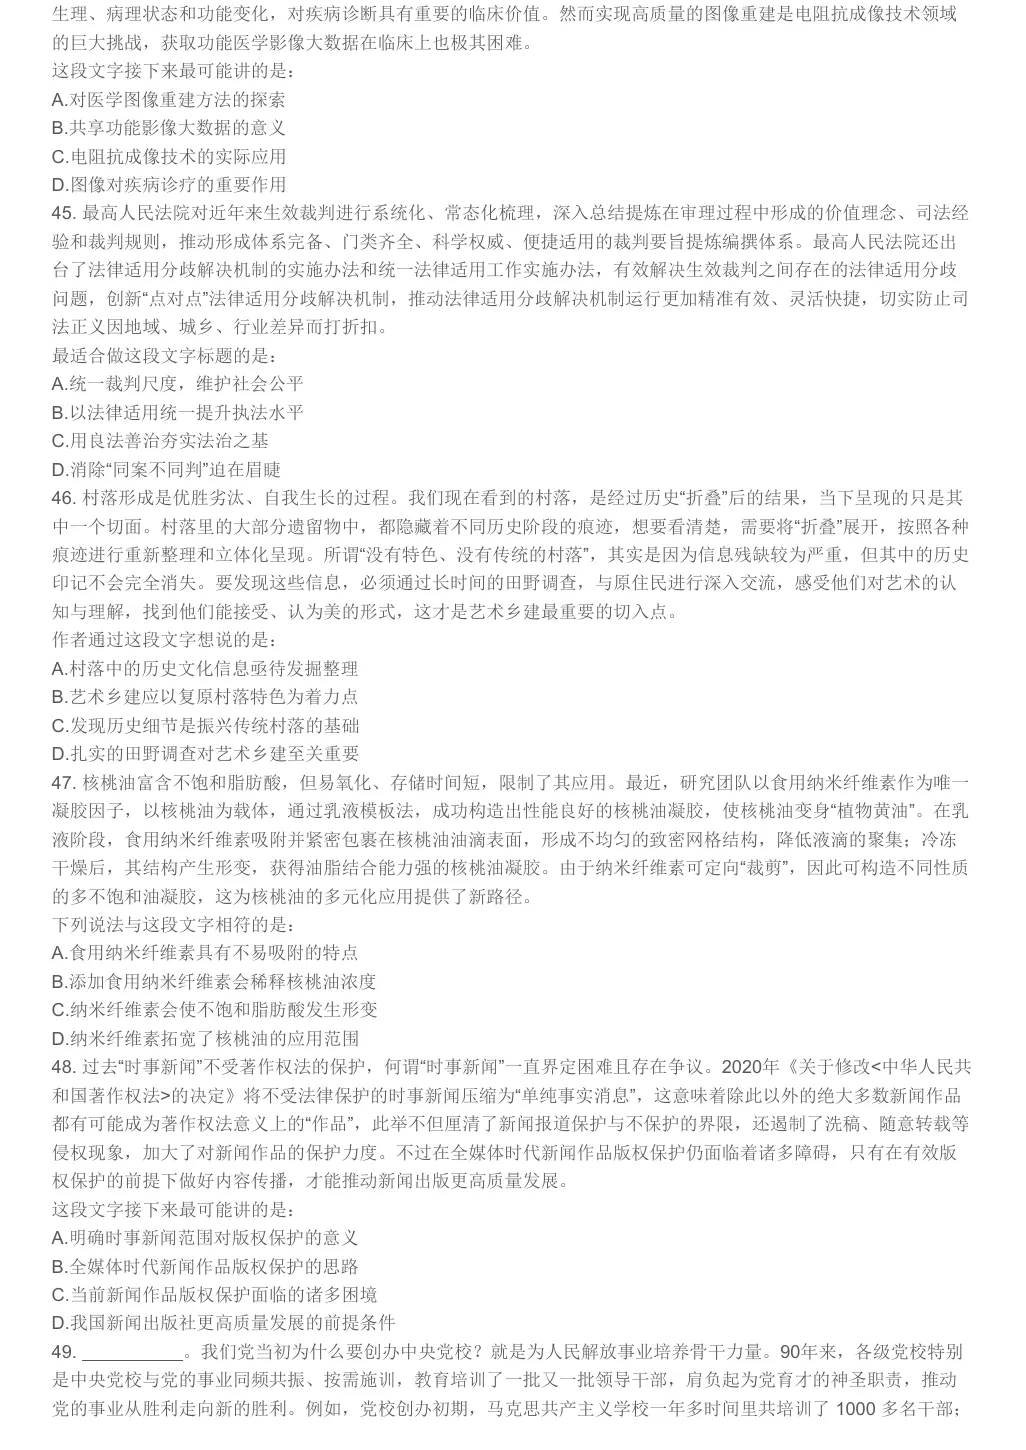 生理、病理状态和功能变化，对疾病诊断具有重要的临床价值。然而实现高质量的图像重建是电阻抗成像技术领域
的巨大挑战，获取功能医学影像大数据在临床上也极其困难。
这段文字接下来最可能讲的是：
A.对医学图像重建方法的探索
B.共享功能影像大数据的意义
C.电阻抗成像技术的实际应用
D.图像对疾病诊疗的重要作用
45. 最高人民法院对近年来生效裁判进行系统化、常态化梳理，深入总结提炼在审理过程中形成的价值理念、司法经
验和裁判规则，推动形成体系完备、门类齐全、科学权威、便捷适用的裁判要旨提炼编撰体系。最高人民法院还出
台了法律适用分歧解决机制的实施办法和统一法律适用工作实施办法，有效解决生效裁判之间存在的法律适用分歧
问题，创新“点对点”法律适用分歧解决机制，推动法律适用分歧解决机制运行更加精准有效、灵活快捷，切实防止司
法正义因地域、城乡、行业差异而打折扣。
最适合做这段文字标题的是：
A.统一裁判尺度，维护社会公平
B.以法律适用统一提升执法水平
C.用良法善治夯实法治之基
D.消除“同案不同判”迫在眉睫
46. 村落形成是优胜劣汰、自我生长的过程。我们现在看到的村落，是经过历史“折叠”后的结果，当下呈现的只是其
中一个切面。村落里的大部分遗留物中，都隐藏着不同历史阶段的痕迹，想要看清楚，需要将“折叠”展开，按照各种
痕迹进行重新整理和立体化呈现。所谓“没有特色、没有传统的村落”，其实是因为信息残缺较为严重，但其中的历史
印记不会完全消失。要发现这些信息，必须通过长时间的田野调查，与原住民进行深入交流，感受他们对艺术的认
知与理解，找到他们能接受、认为美的形式，这才是艺术乡建最重要的切入点。
作者通过这段文字想说的是：
A.村落中的历史文化信息亟待发掘整理
B.艺术乡建应以复原村落特色为着力点
C.发现历史细节是振兴传统村落的基础
D.扎实的田野调查对艺术乡建至关重要
47. 核桃油富含不饱和脂肪酸，但易氧化、存储时间短，限制了其应用。最近，研究团队以食用纳米纤维素作为唯一
凝胶因子，以核桃油为载体，通过乳液模板法，成功构造出性能良好的核桃油凝胶，使核桃油变身“植物黄油”。在乳
液阶段，食用纳米纤维素吸附并紧密包裹在核桃油油滴表面，形成不均匀的致密网格结构，降低液滴的聚集；冷冻
干燥后，其结构产生形变，获得油脂结合能力强的核桃油凝胶。由于纳米纤维素可定向“裁剪”，因此可构造不同性质
的多不饱和油凝胶，这为核桃油的多元化应用提供了新路径。
下列说法与这段文字相符的是：
A.食用纳米纤维素具有不易吸附的特点
B.添加食用纳米纤维素会稀释核桃油浓度
C.纳米纤维素会使不饱和脂肪酸发生形变
D.纳米纤维素拓宽了核桃油的应用范围
48. 过去“时事新闻”不受著作权法的保护，何谓“时事新闻”一直界定困难且存在争议。2020年《关于修改<中华人民共
和国著作权法>的决定》将不受法律保护的时事新闻压缩为“单纯事实消息”，这意味着除此以外的绝大多数新闻作品
都有可能成为著作权法意义上的“作品”，此举不但厘清了新闻报道保护与不保护的界限，还遏制了洗稿、随意转载等
侵权现象，加大了对新闻作品的保护力度。不过在全媒体时代新闻作品版权保护仍面临着诸多障碍，只有在有效版
权保护的前提下做好内容传播，才能推动新闻出版更高质量发展。
这段文字接下来最可能讲的是：
A.明确时事新闻范围对版权保护的意义
B.全媒体时代新闻作品版权保护的思路
C.当前新闻作品版权保护面临的诸多困境
D.我国新闻出版社更高质量发展的前提条件
49. __________。我们党当初为什么要创办中央党校？就是为人民解放事业培养骨干力量。90年来，各级党校特别
是中央党校与党的事业同频共振、按需施训，教育培训了一批又一批领导干部，肩负起为党育才的神圣职责，推动
党的事业从胜利走向新的胜利。例如，党校创办初期，马克思共产主义学校一年多时间里共培训了 1000 多名干部；